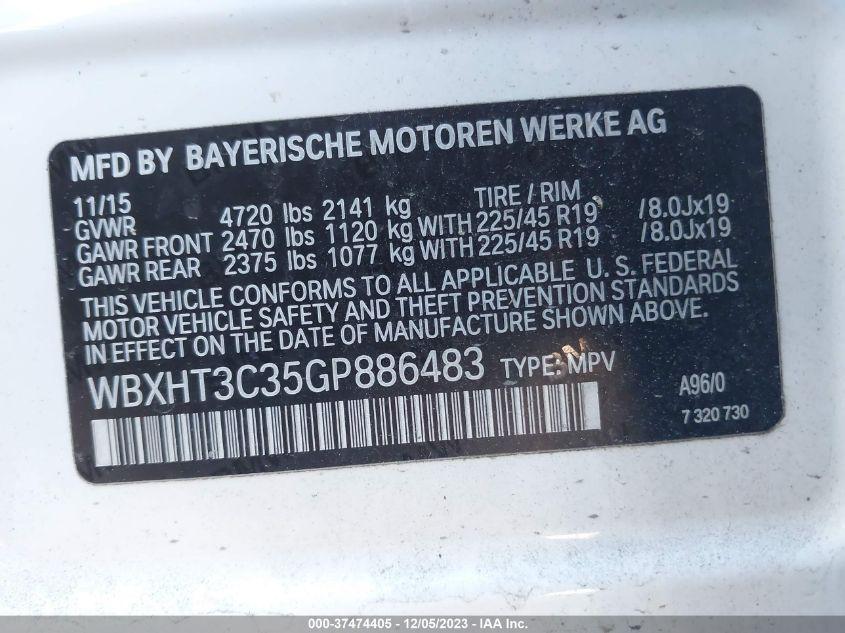 MFD BY BAYERISCHE MOTOREN WERKE AG
11/15 TIRE / RIM
GVWR 4720 lbs 2141 kg
GAWR FRONT 2470 lbs 1120 kg WITH 225/45 R19 /8.0Jx19
GAWR REAR 2375 lbs 1077 kg WITH 225/45 R19 /8.0Jx19
THIS VEHICLE CONFORMS TO ALL APPLICABLE U. S. FEDERAL
MOTOR VEHICLE SAFETY AND THEFT PREVENTION STANDARDS
IN EFFECT ON THE DATE OF MANUFACTURE SHOWN ABOVE.
WBXHT3C35GP886483 TYPE: MPV
A96/0
7 320 730
000-37474405 - 12/05/2023 - IAA Inc.